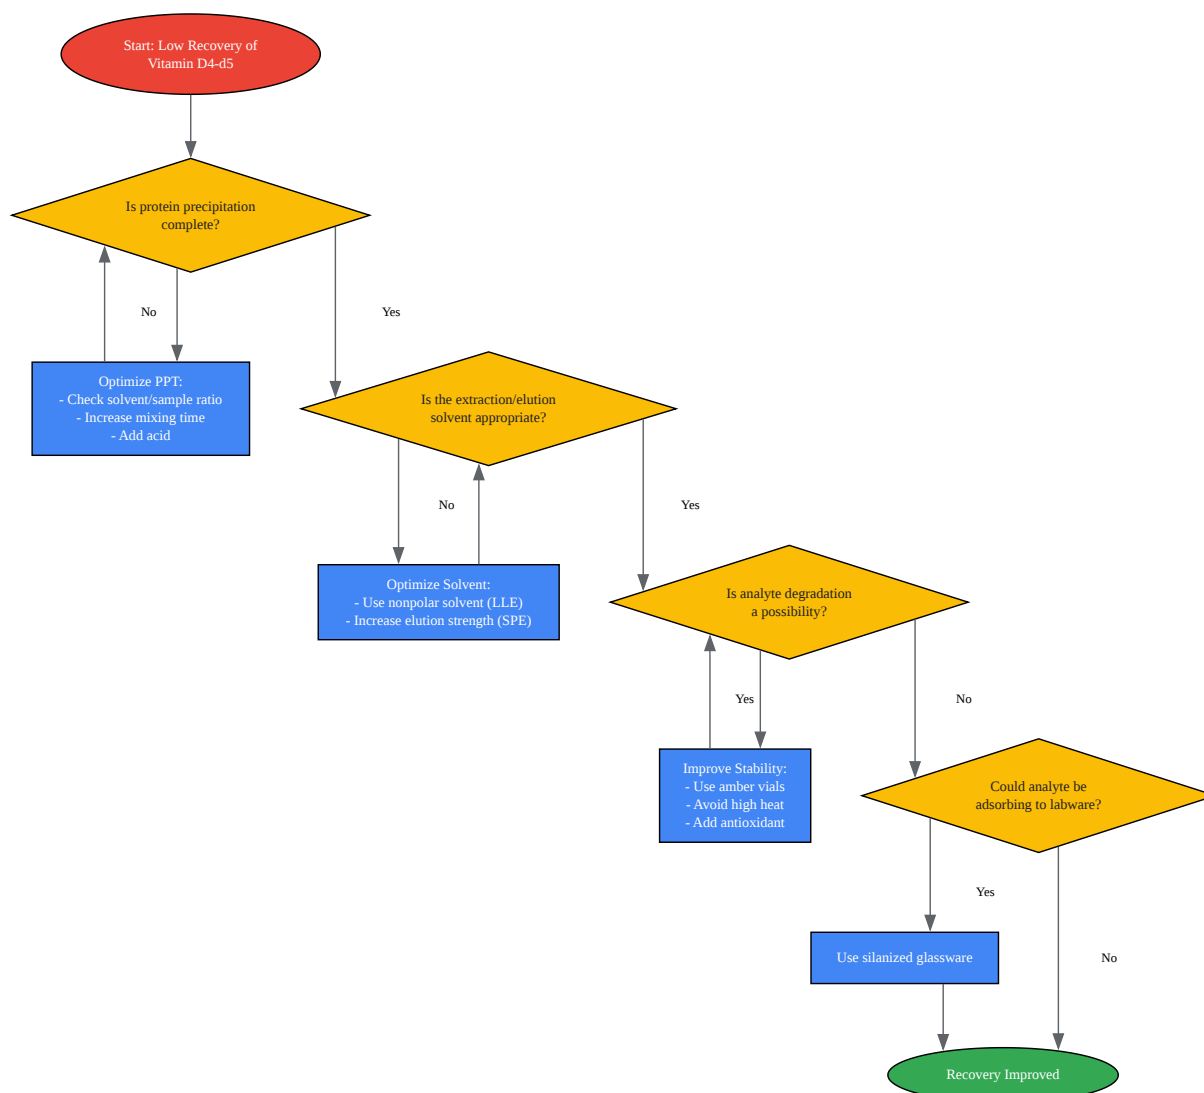 Start: Low Recovery of
Vitamin D4-d5
Is protein precipitation
complete?
No
Yes
Optimize PPT:
- Check solvent/sample ratio
- Increase mixing time
- Add acid
Is the extraction/elution
solvent appropriate?
No
Yes
Optimize Solvent:
- Use nonpolar solvent (LLE)
- Increase elution strength (SPE)
Is analyte degradation
a possibility?
Yes
No
Improve Stability:
- Use amber vials
- Avoid high heat
- Add antioxidant
Could analyte be
adsorbing to labware?
Yes
No
Use silanized glassware
Recovery Improved